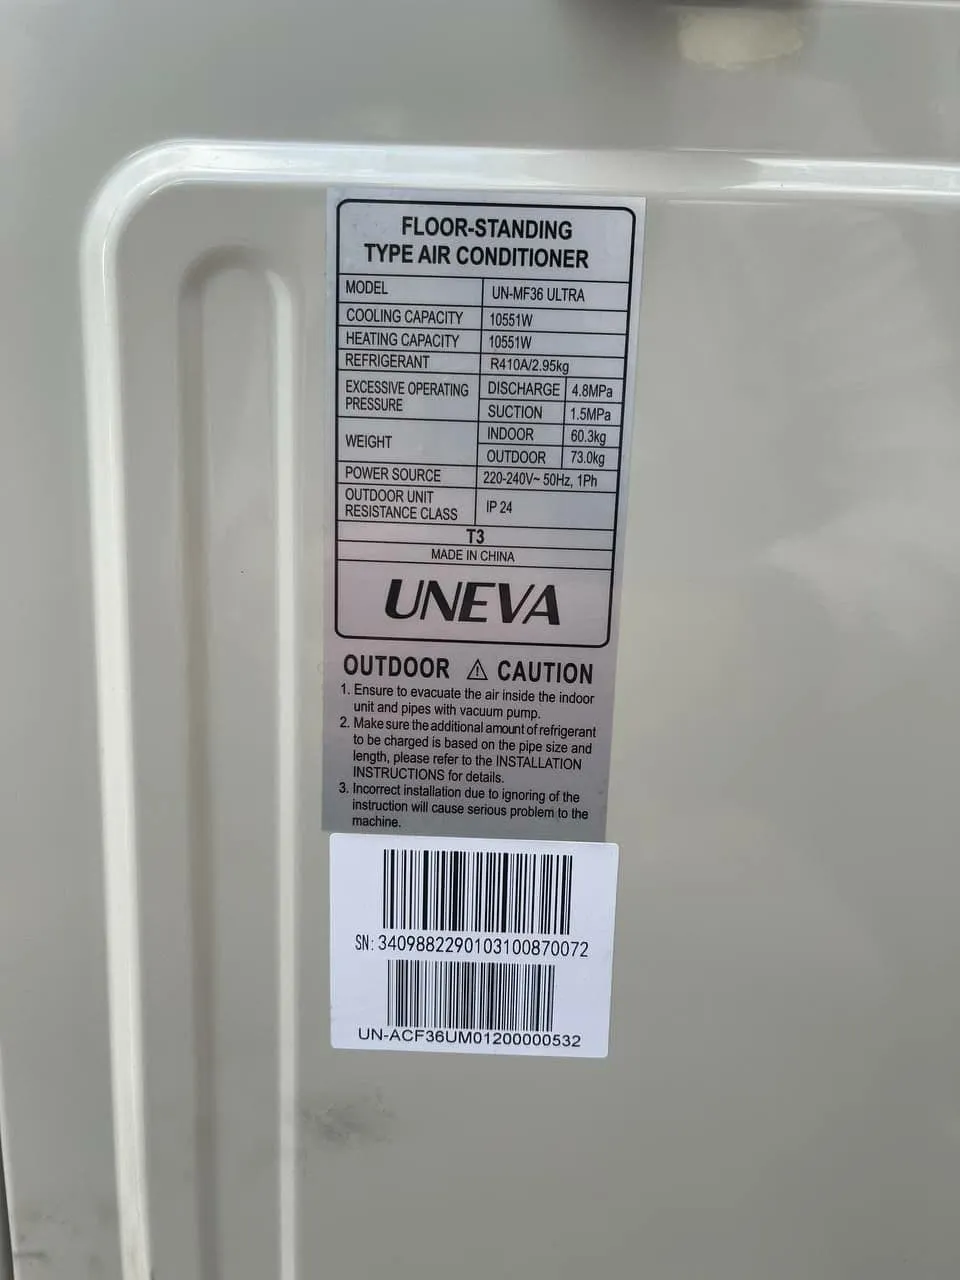 FLOOR-STANDING
TYPE AIR CONDITIONER
MODEL UN-MF36 ULTRA
COOLING CAPACITY 10551W
HEATING CAPACITY 10551W
REFRIGERANT R410A/2.95kg
EXCESSIVE OPERATING
PRESSURE
DISCHARGE 4.8MPa
SUCTION 1.5MPa
WEIGHT
INDOOR 60.3kg
OUTDOOR 73.0kg
POWER SOURCE 220-240V~ 50Hz, 1Ph
OUTDOOR UNIT
RESISTANCE CLASS
IP 24
T3
MADE IN CHINA
UNEVA
OUTDOOR ⚠ CAUTION
1. Ensure to evacuate the air inside the indoor
unit and pipes with vacuum pump.
2. Make sure the additional amount of refrigerant
to be charged is based on the pipe size and
length, please refer to the INSTALLATION
INSTRUCTIONS for details.
3. Incorrect installation due to ignoring of the
instruction will cause serious problem to the
machine.
SN: 3409882290103100870072
UN-ACF36UM01200000532